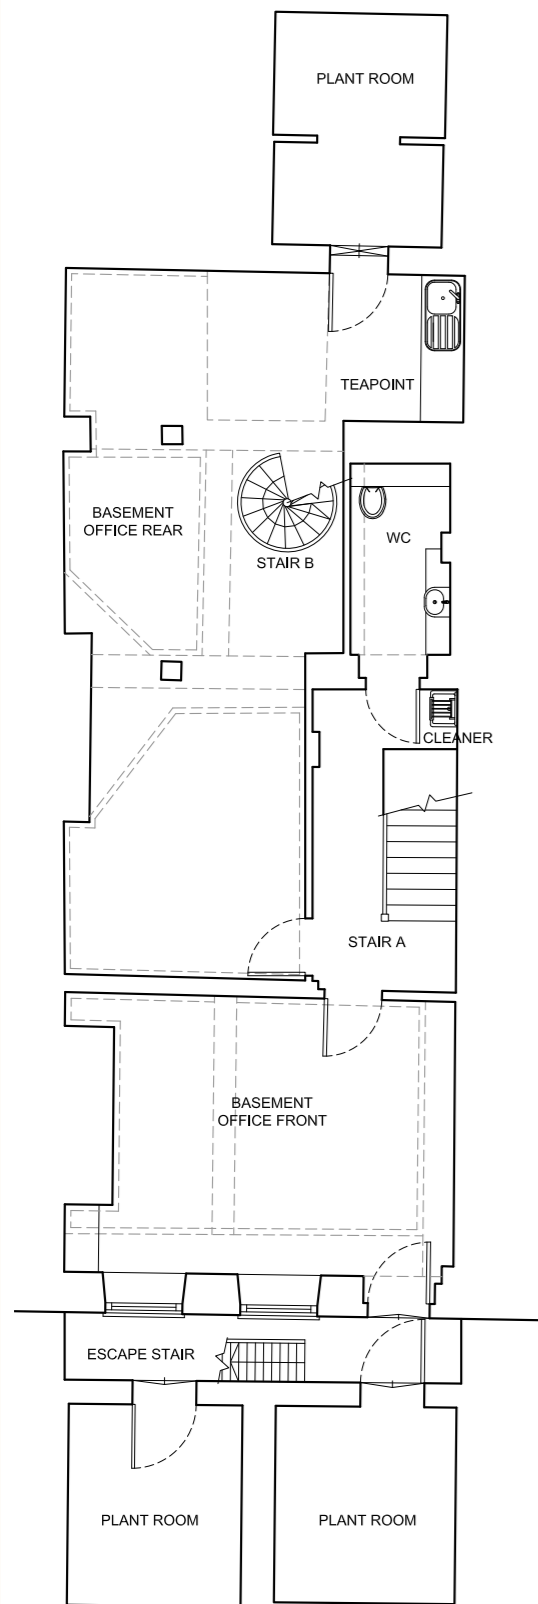 PLANT ROOM
TEAPOINT
BASEMENT
OFFICE REAR
WC
STAIR B
CLEANER
STAIR A
BASEMENT
OFFICE FRONT
ESCAPE STAIR
PLANT ROOM
PLANT ROOM